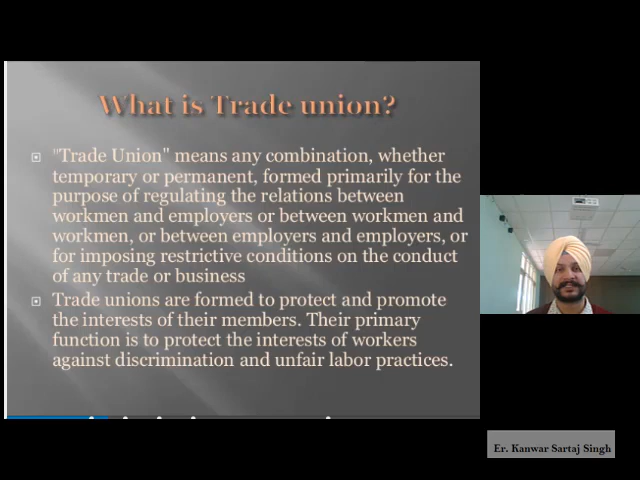 What is Trade union?
"Trade Union" means any combination, whether
temporary or permanent, formed primarily for the
purpose of regulating the relations between
workmen and employers or between workmen and
workmen, or between employers and employers, or
for imposing restrictive conditions on the conduct
of any trade or business
Trade unions are formed to protect and promote
the interests of their members. Their primary
function is to protect the interests of workers
against discrimination and unfair labor practices.
Er. Kanwar Sartaj Singh